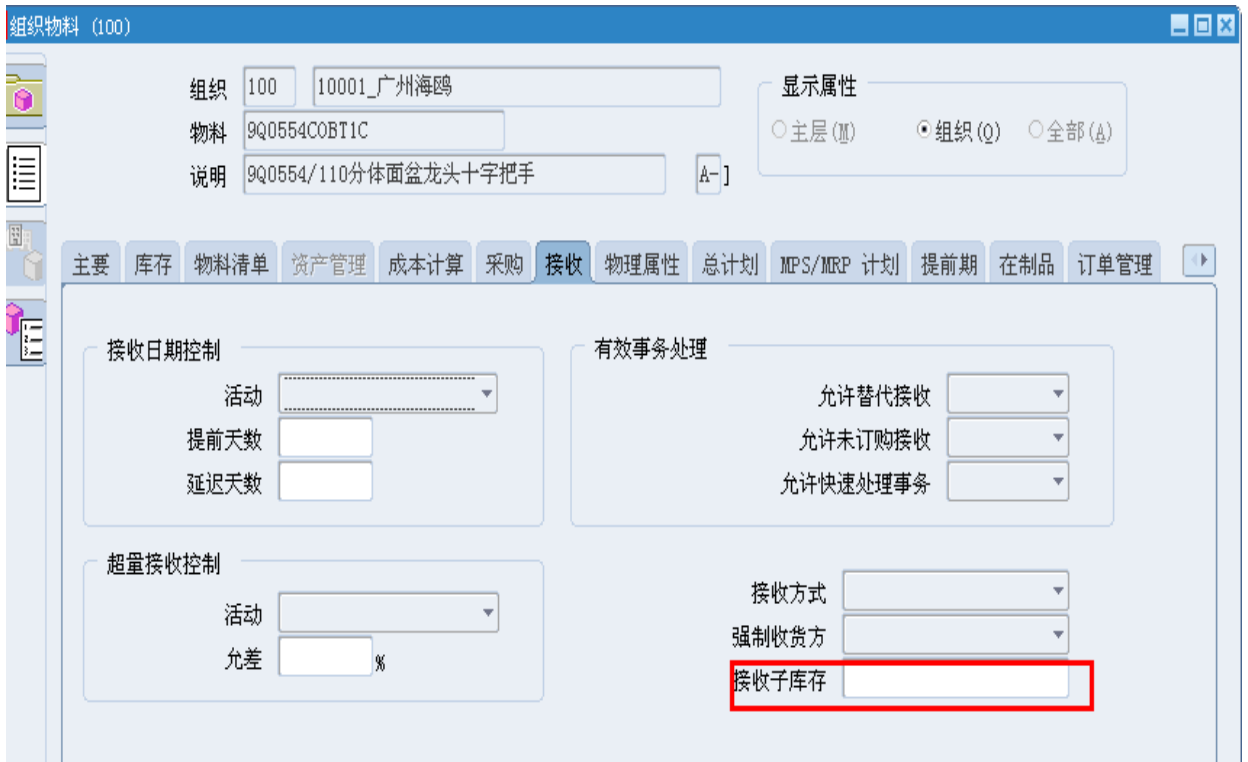 组织物料 (100)
组织 100 10001_广州海鸥 显示属性
物料 9Q0554COBT1C 主层(M) 组织(O) 全部(A)
说明 9Q0554/110分体面盆龙头十字把手 A- ]
主要 库存 物料清单 资产管理 成本计算 采购 接收 物理属性 总计划 MPS/MRP 计划 提前期 在制品 订单管理
接收日期控制 有效事务处理
活动 允许替代接收
提前天数 允许未订购接收
延迟天数 允许快速处理事务
超量接收控制
接收方式
活动
强制收货方
允差 %
接收子库存